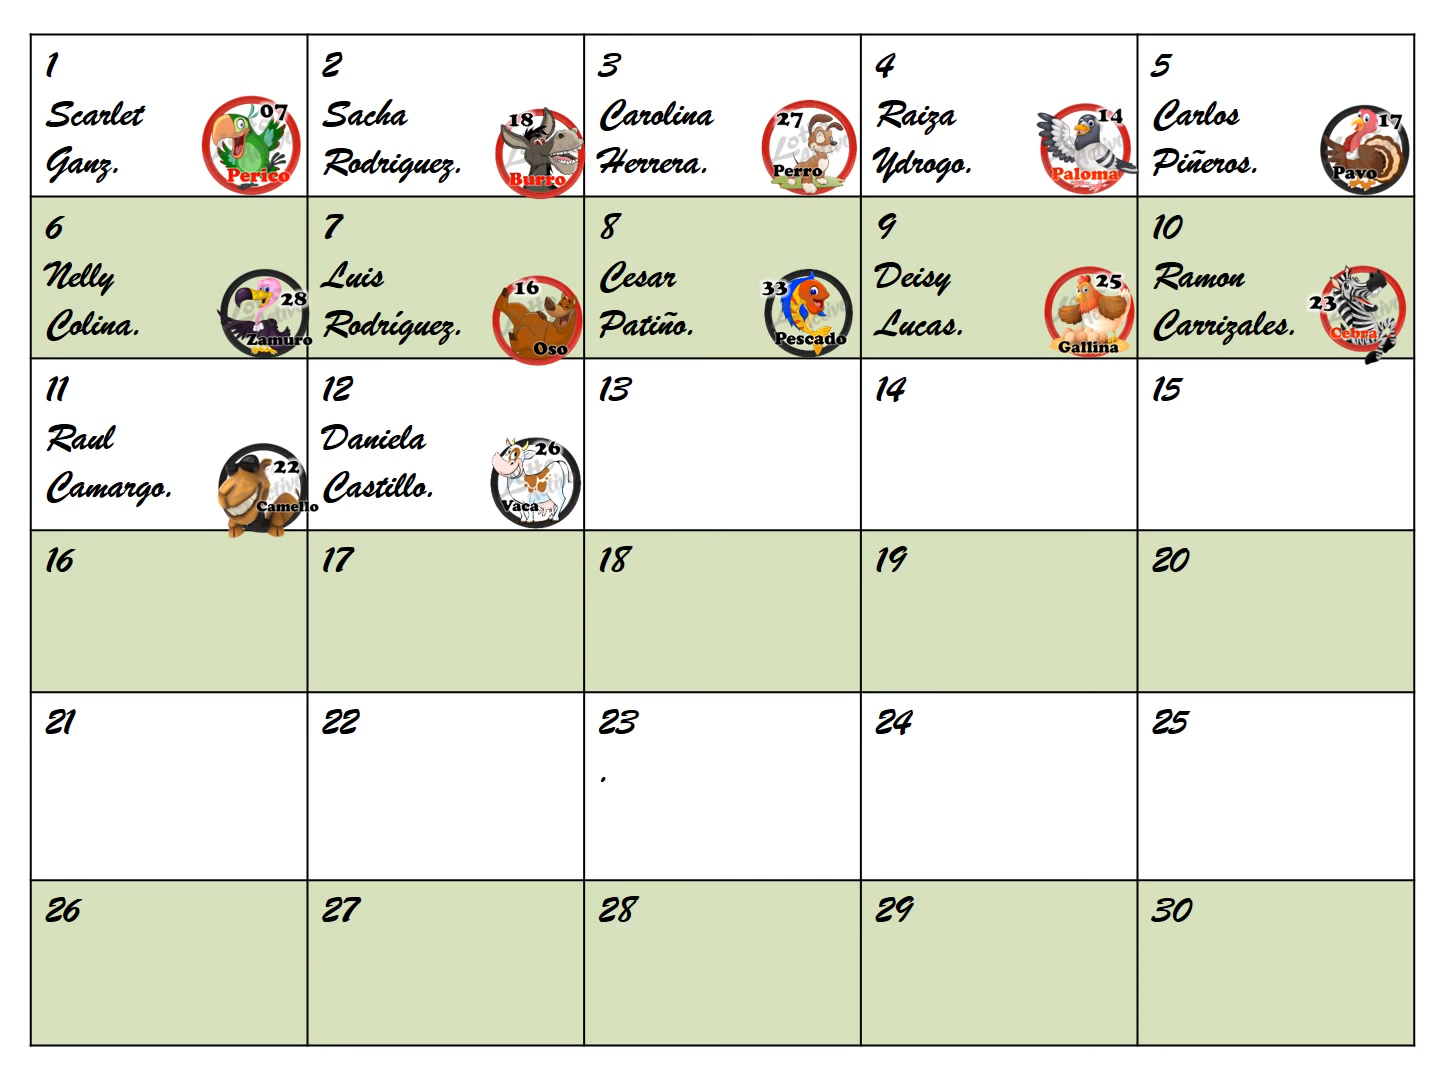 1
Scarlet
Ganz.
07
Perico
2
Sacha
Rodriguez.
18
Burro
3
Carolina
Herrera.
27
Perro
4
Raiza
Ydrogo.
14
Paloma
5
Carlos
Piñeros.
17
Pavo
6
Nelly
Colina.
28
Zamuro
7
Luis
Rodríguez.
16
Oso
8
Cesar
Patiño.
33
Pescado
9
Deisy
Lucas.
25
Gallina
10
Ramon
Carrizales.
23
Cebra
11
Raul
Camargo.
22
Camello
12
Daniela
Castillo.
26
Vaca
13
14
15
16
17
18
19
20
21
22
23
.
24
25
26
27
28
29
30